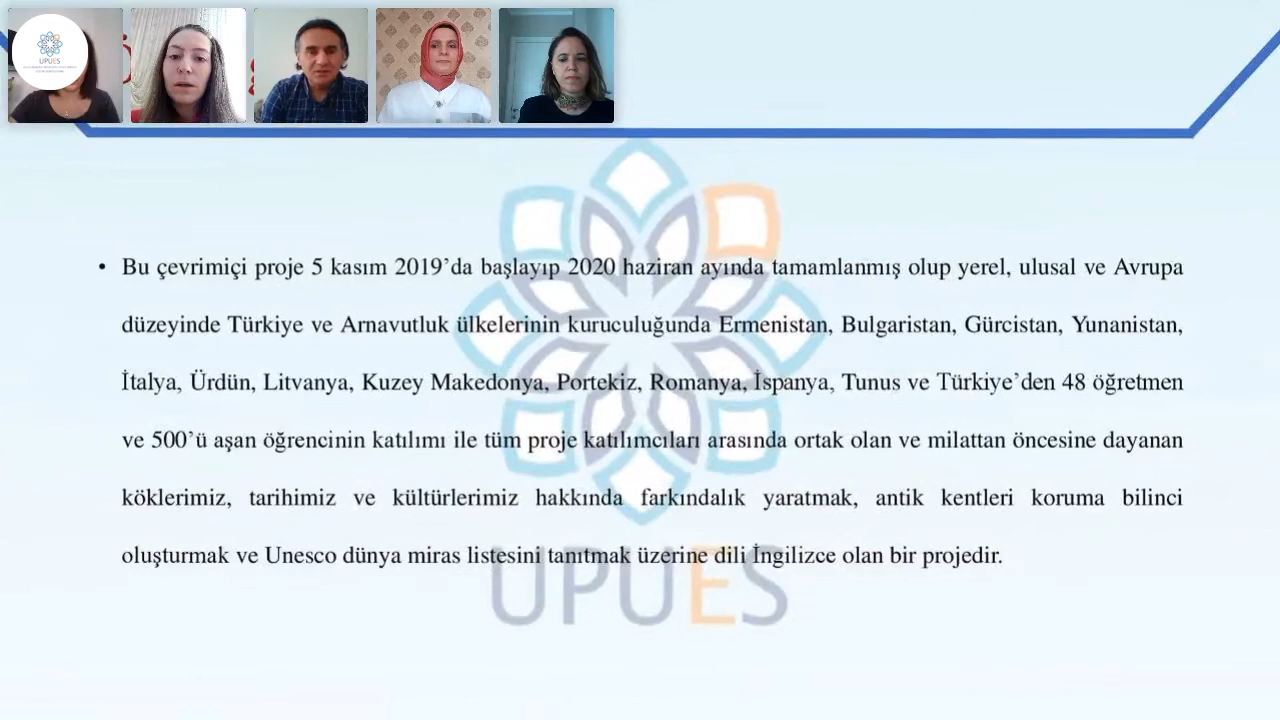 UPUES
• Bu çevrimiçi proje 5 kasım 2019’da başlayıp 2020 haziran ayında tamamlanmış olup yerel, ulusal ve Avrupa
düzeyinde Türkiye ve Arnavutluk ülkelerinin kuruculuğunda Ermenistan, Bulgaristan, Gürcistan, Yunanistan,
İtalya, Ürdün, Litvanya, Kuzey Makedonya, Portekiz, Romanya, İspanya, Tunus ve Türkiye’den 48 öğretmen
ve 500’ü aşan öğrencinin katılımı ile tüm proje katılımcıları arasında ortak olan ve milattan öncesine dayanan
köklerimiz, tarihimiz ve kültürlerimiz hakkında farkındalık yaratmak, antik kentleri koruma bilinci
oluşturmak ve Unesco dünya miras listesini tanıtmak üzerine dili İngilizce olan bir projedir.
UPUES